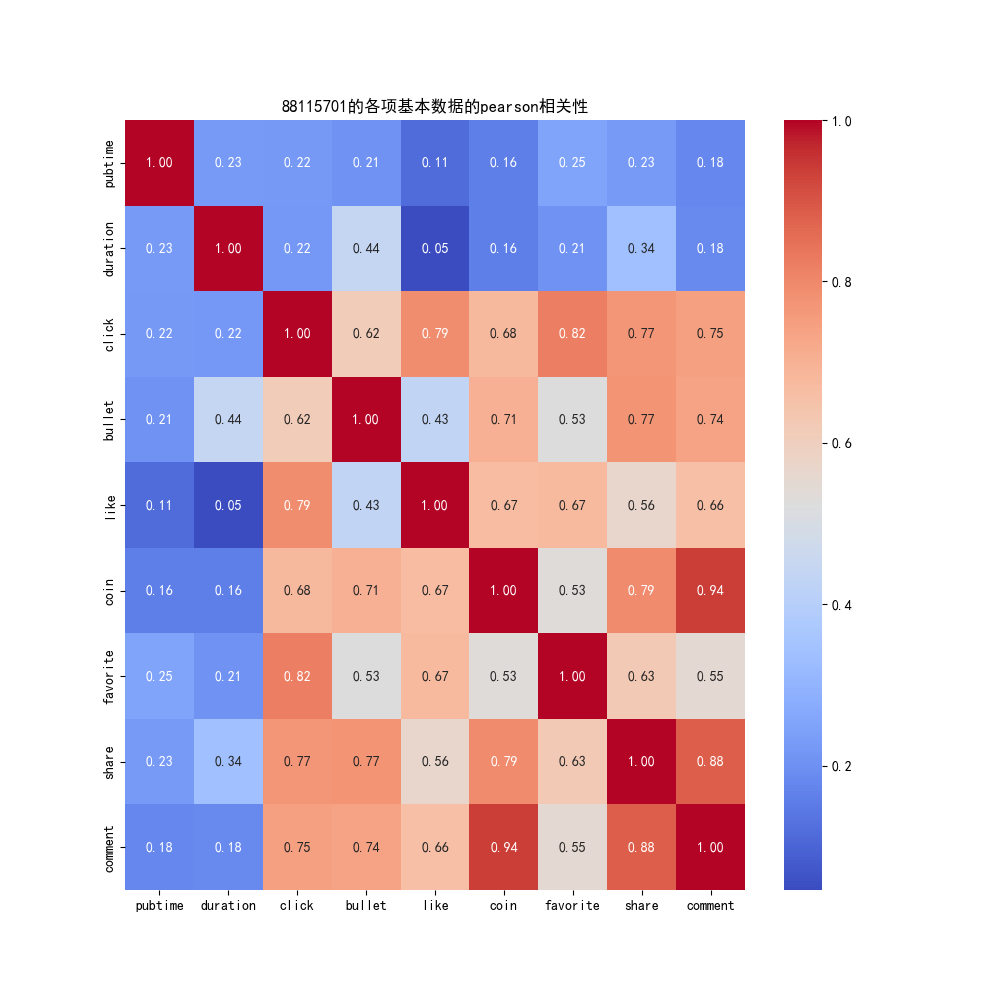 88115701的各项基本数据的pearson相关性
pubtime 1.00 0.23 0.22 0.21 0.11 0.16 0.25 0.23 0.18
duration 0.23 1.00 0.22 0.44 0.05 0.16 0.21 0.34 0.18
click 0.22 0.22 1.00 0.62 0.79 0.68 0.82 0.77 0.75
bullet 0.21 0.44 0.62 1.00 0.43 0.71 0.53 0.77 0.74
like 0.11 0.05 0.79 0.43 1.00 0.67 0.67 0.56 0.66
coin 0.16 0.16 0.68 0.71 0.67 1.00 0.53 0.79 0.94
favorite 0.25 0.21 0.82 0.53 0.67 0.53 1.00 0.63 0.55
share 0.23 0.34 0.77 0.77 0.56 0.79 0.63 1.00 0.88
comment 0.18 0.18 0.75 0.74 0.66 0.94 0.55 0.88 1.00
pubtime duration click bullet like coin favorite share comment
1.0
0.8
0.6
0.4
0.2